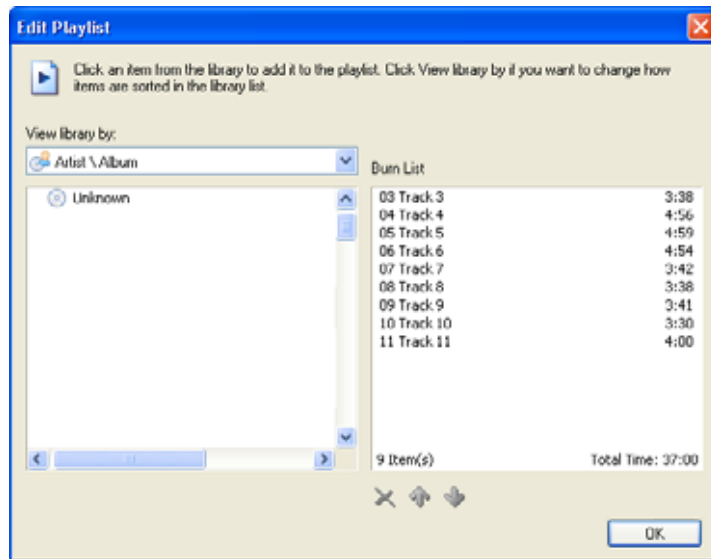 Edit Playlist
Click an item from the library to add it to the playlist. Click View library by if you want to change how
items are sorted in the library list.
View library by:
Artist \ Album
Unknown
Burn List
03 Track 3 3:38
04 Track 4 4:56
05 Track 5 4:59
06 Track 6 4:54
07 Track 7 3:42
08 Track 8 3:38
09 Track 9 3:41
10 Track 10 3:30
11 Track 11 4:00
9 Item(s) Total Time: 37:00
OK